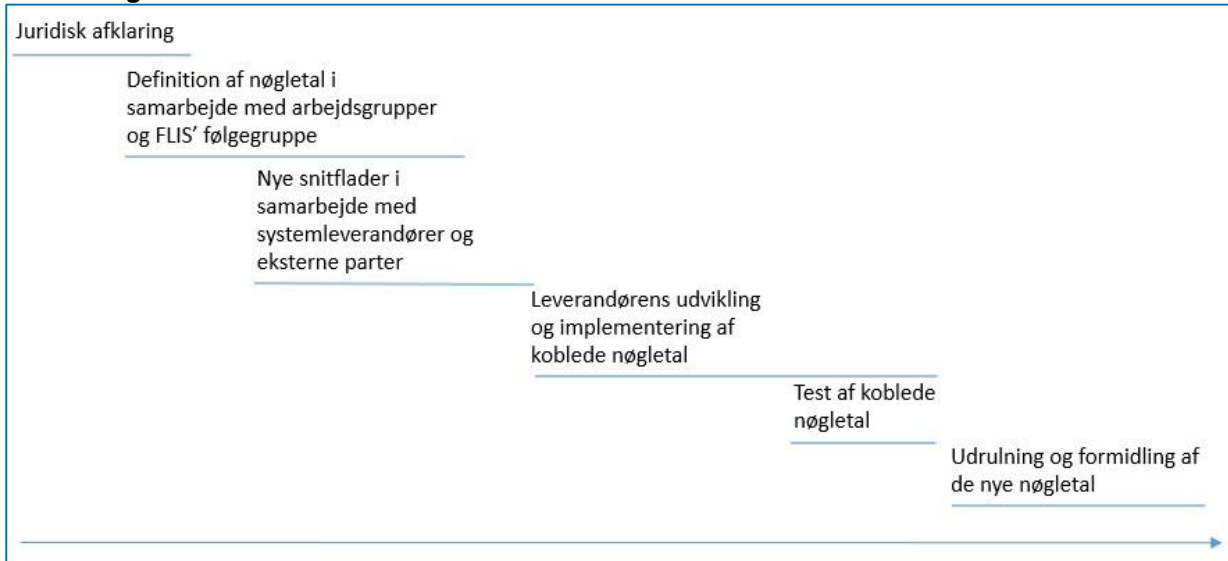 Juridisk afklaring
Definition af nøgletal i
samarbejde med arbejdsgrupper
og FLIS’ følgegruppe
Nye snitflader i
samarbejde med
systemleverandører og
eksterne parter
Leverandørens udvikling
og implementering af
koblede nøgletal
Test af koblede
nøgletal
Udrulning og formidling af
de nye nøgletal